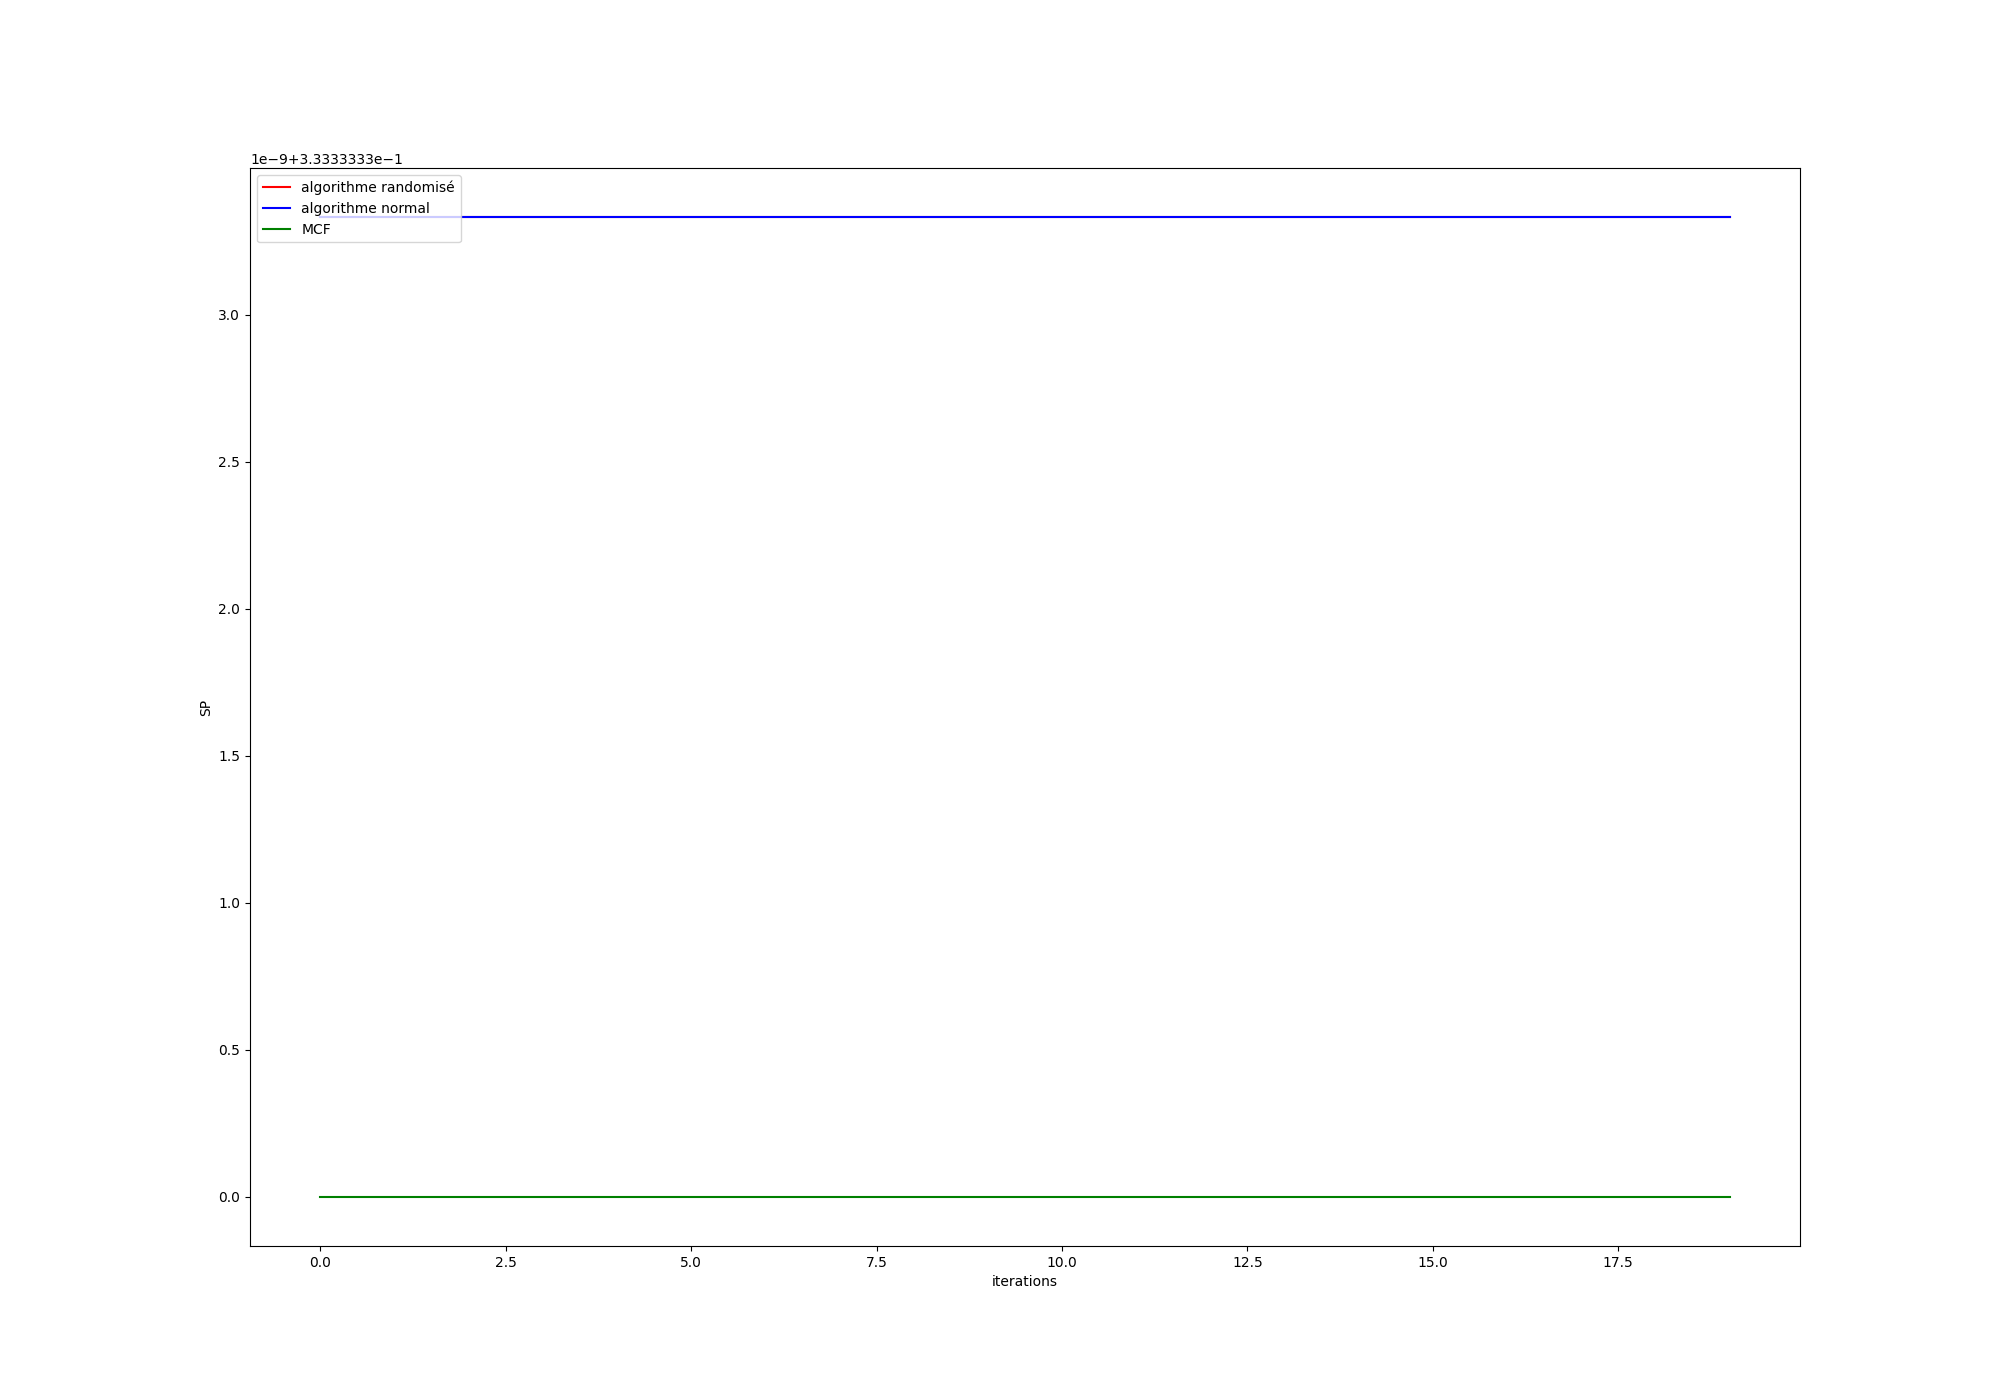 1e−9+3.3333333e−1
algorithme randomisé
algorithme normal
MCF
3.0
2.5
2.0
1.5
1.0
0.5
0.0
SP
0.0 2.5 5.0 7.5 10.0 12.5 15.0 17.5
iterations